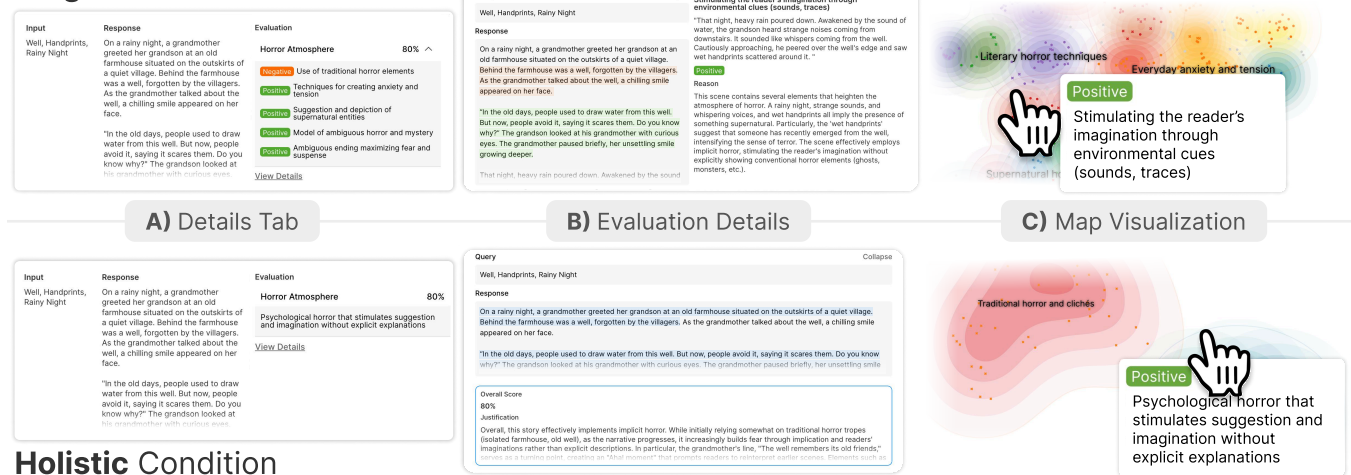 Input
Response
Evaluation
Well, Handprints,
Rainy Night
On a rainy night, a grandmother
greeted her grandson at an old
farmhouse situated on the outskirts of
a quiet village. Behind the farmhouse
was a well, forgotten by the villagers.
As the grandmother talked about the
well, a chilling smile appeared on her
face.
"In the old days, people used to draw
water from this well. But now, people
avoid it, saying it scares them. Do you
know why?" The grandson looked at
his grandmother with curious eyes.
Horror Atmosphere 80%
Negative Use of traditional horror elements
Positive Techniques for creating anxiety and
tension
Positive Suggestion and depiction of
supernatural entities
Positive Model of ambiguous horror and mystery
Positive Ambiguous ending maximizing fear and
suspense
View Details
Well, Handprints, Rainy Night
Response
On a rainy night, a grandmother greeted her grandson at an
old farmhouse situated on the outskirts of a quiet village.
Behind the farmhouse was a well, forgotten by the villagers.
As the grandmother talked about the well, a chilling smile
appeared on her face.
"In the old days, people used to draw water from this well.
But now, people avoid it, saying it scares them. Do you know
why?" The grandson looked at his grandmother with curious
eyes. The grandmother paused briefly, her unsettling smile
growing deeper.
That night, heavy rain poured down. Awakened by the sound
Stimulating the reader's imagination through
environmental clues (sounds, traces)
"That night, heavy rain poured down. Awakened by the sound of
water, the grandson heard strange noises coming from
downstairs. It sounded like whispers coming from the well.
Cautiously approaching, he peered over the well's edge and saw
wet handprints scattered around it. "
Positive
Reason
This scene contains several elements that heighten the
atmosphere of horror. A rainy night, strange sounds, and
whispering voices, and wet handprints all imply the presence of
something supernatural. Particularly, the 'wet handprints'
suggest that someone has recently emerged from the well,
intensifying the sense of terror. The scene effectively employs
implicit horror, stimulating the reader's imagination without
explicitly showing conventional horror elements (ghosts,
monsters, etc.).
Literary horror techniques
Everyday anxiety and tension
Supernatural ho
Positive
Stimulating the reader's
imagination through
environmental cues
(sounds, traces)
A) Details Tab
B) Evaluation Details
C) Map Visualization
Input
Response
Evaluation
Well, Handprints,
Rainy Night
On a rainy night, a grandmother
greeted her grandson at an old
farmhouse situated on the outskirts of
a quiet village. Behind the farmhouse
was a well, forgotten by the villagers.
As the grandmother talked about the
well, a chilling smile appeared on her
face.
"In the old days, people used to draw
water from this well. But now, people
avoid it, saying it scares them. Do you
know why?" The grandson looked at
his grandmother with curious eyes.
Horror Atmosphere 80%
Psychological horror that stimulates suggestion
and imagination without explicit explanations
View Details
Query
Collapse
Well, Handprints, Rainy Night
Response
On a rainy night, a grandmother greeted her grandson at an old farmhouse situated on the outskirts of a quiet village.
Behind the farmhouse was a well, forgotten by the villagers. As the grandmother talked about the well, a chilling smile
appeared on her face.
"In the old days, people used to draw water from this well. But now, people avoid it, saying it scares them. Do you know
why?" The grandson looked at his grandmother with curious eyes. The grandmother paused briefly, her unsettling smile
Overall Score
80%
Justification
Overall, this story effectively implements implicit horror. While initially relying somewhat on traditional horror tropes
(isolated farmhouse, old well), as the narrative progresses, it increasingly builds fear through implication and readers'
imaginations rather than explicit descriptions. In particular, the grandmother's line, "The well remembers its old friends,"
serves as a turning point, creating an "Aha! moment" that prompts readers to reinterpret earlier scenes. Elements such as
Traditional horror and clichés
Positive
Psychological horror that
stimulates suggestion and
imagination without
explicit explanations
Holistic Condition